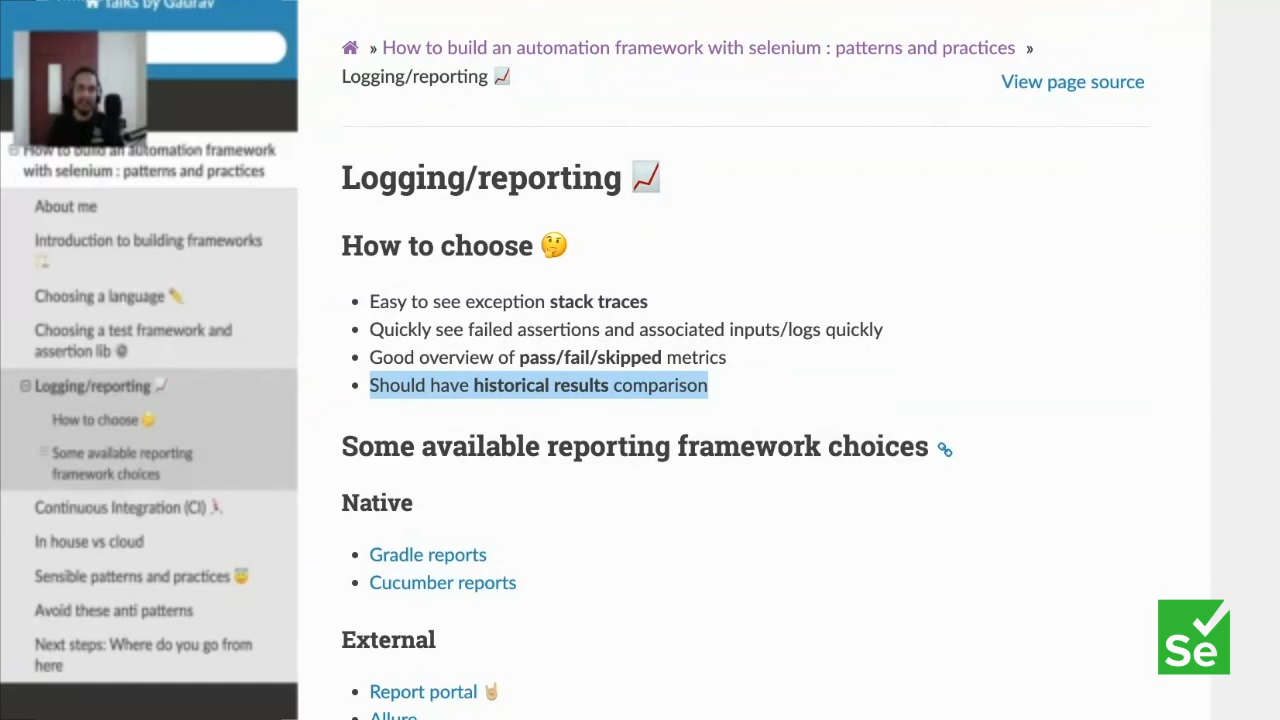 Talks by Gaurav
How to build an automation framework
with selenium : patterns and practices
About me
Introduction to building frameworks
Choosing a language
Choosing a test framework and
assertion lib
Logging/reporting
How to choose
Some available reporting
framework choices
Continuous Integration (CI)
In house vs cloud
Sensible patterns and practices
Avoid these anti patterns
Next steps: Where do you go from
here
» How to build an automation framework with selenium : patterns and practices »
Logging/reporting 📈
View page source
Logging/reporting 📈
How to choose 🤔
Easy to see exception stack traces
Quickly see failed assertions and associated inputs/logs quickly
Good overview of pass/fail/skipped metrics
Should have historical results comparison
Some available reporting framework choices
Native
Gradle reports
Cucumber reports
External
Report portal 🤘
Allure
Se